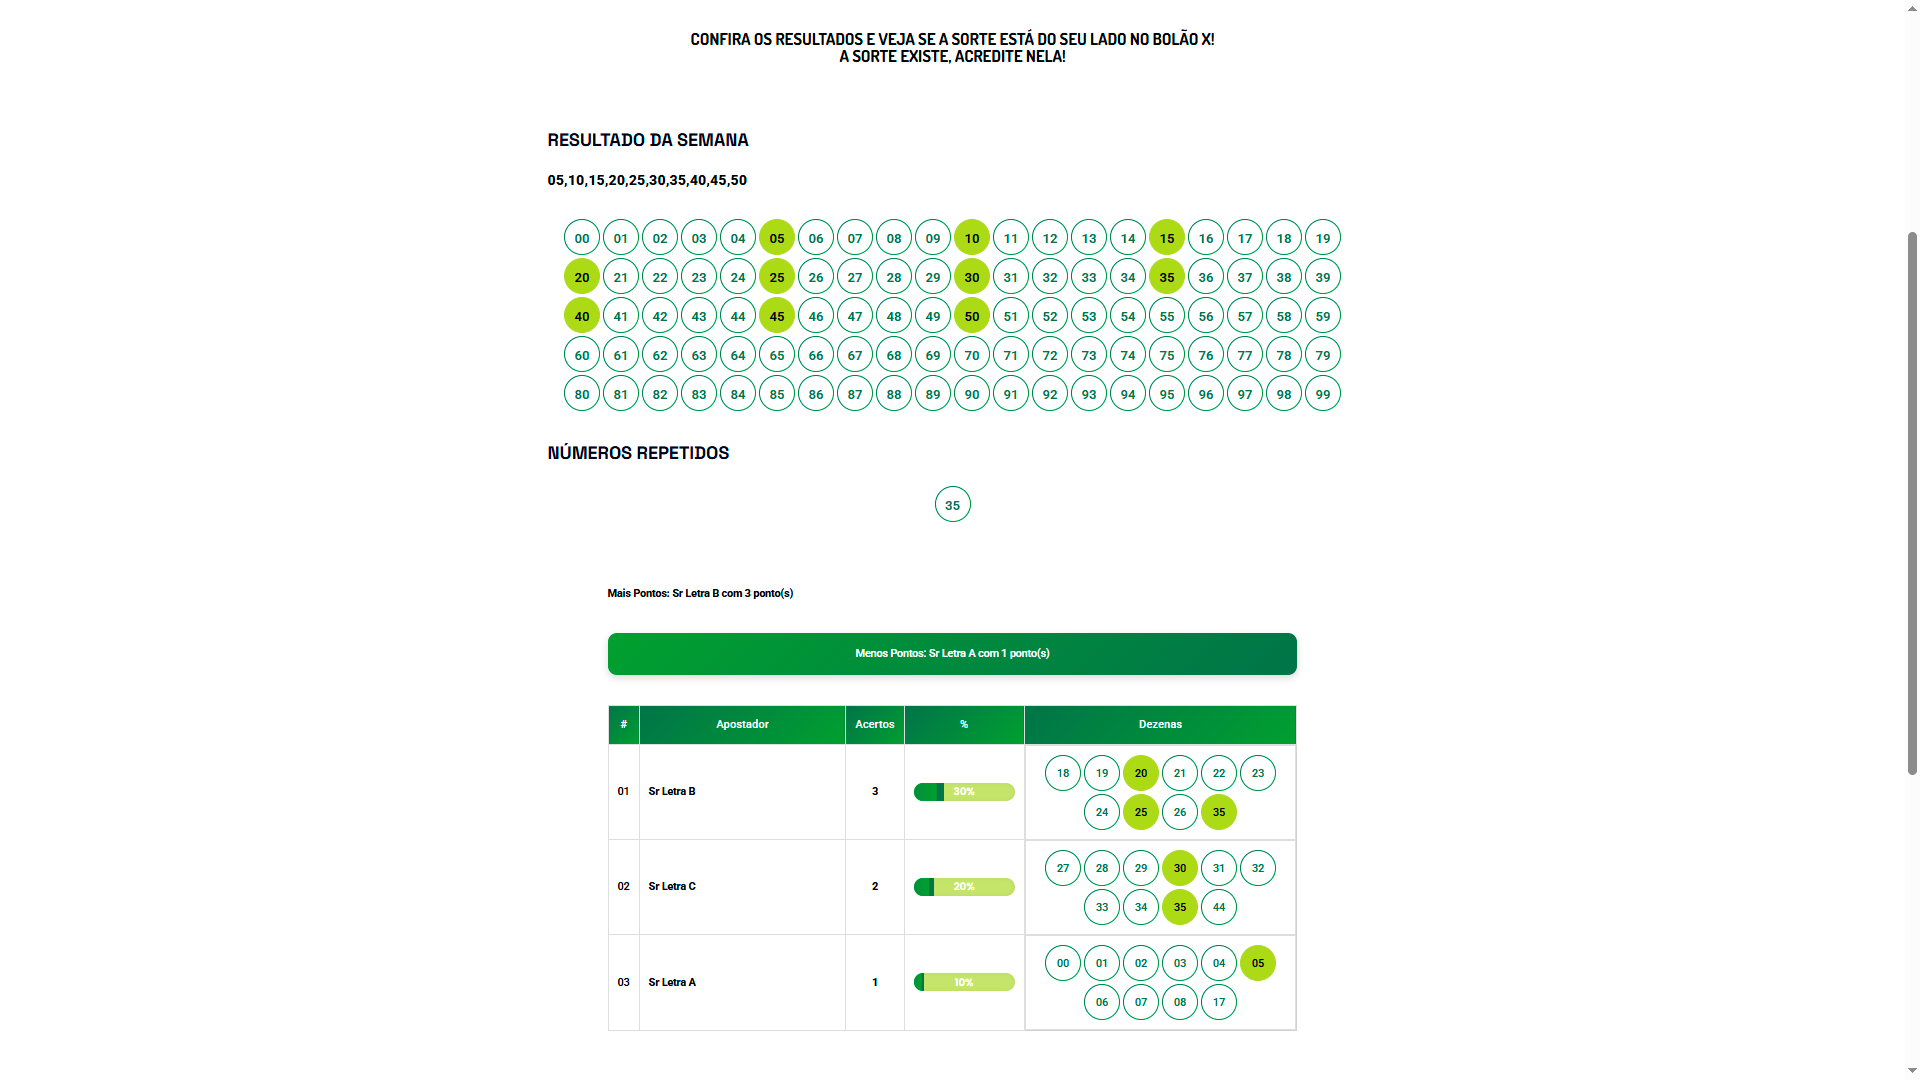 CONFIRA OS RESULTADOS E VEJA SE A SORTE ESTÁ DO SEU LADO NO BOLÃO X!
A SORTE EXISTE, ACREDITE NELA!
RESULTADO DA SEMANA
05,10,15,20,25,30,35,40,45,50
00 01 02 03 04 05 06 07 08 09 10 11 12 13 14 15 16 17 18 19
20 21 22 23 24 25 26 27 28 29 30 31 32 33 34 35 36 37 38 39
40 41 42 43 44 45 46 47 48 49 50 51 52 53 54 55 56 57 58 59
60 61 62 63 64 65 66 67 68 69 70 71 72 73 74 75 76 77 78 79
80 81 82 83 84 85 86 87 88 89 90 91 92 93 94 95 96 97 98 99
NÚMEROS REPETIDOS
35
Mais Pontos: Sr Letra B com 3 ponto(s)
Menos Pontos: Sr Letra A com 1 ponto(s)
# Apostador Acertos % Dezenas
18 19 20 21 22 23
01 Sr Letra B 3 30%
24 25 26 35
27 28 29 30 31 32
02 Sr Letra C 2 20%
33 34 35 44
00 01 02 03 04 05
03 Sr Letra A 1 10%
06 07 08 17